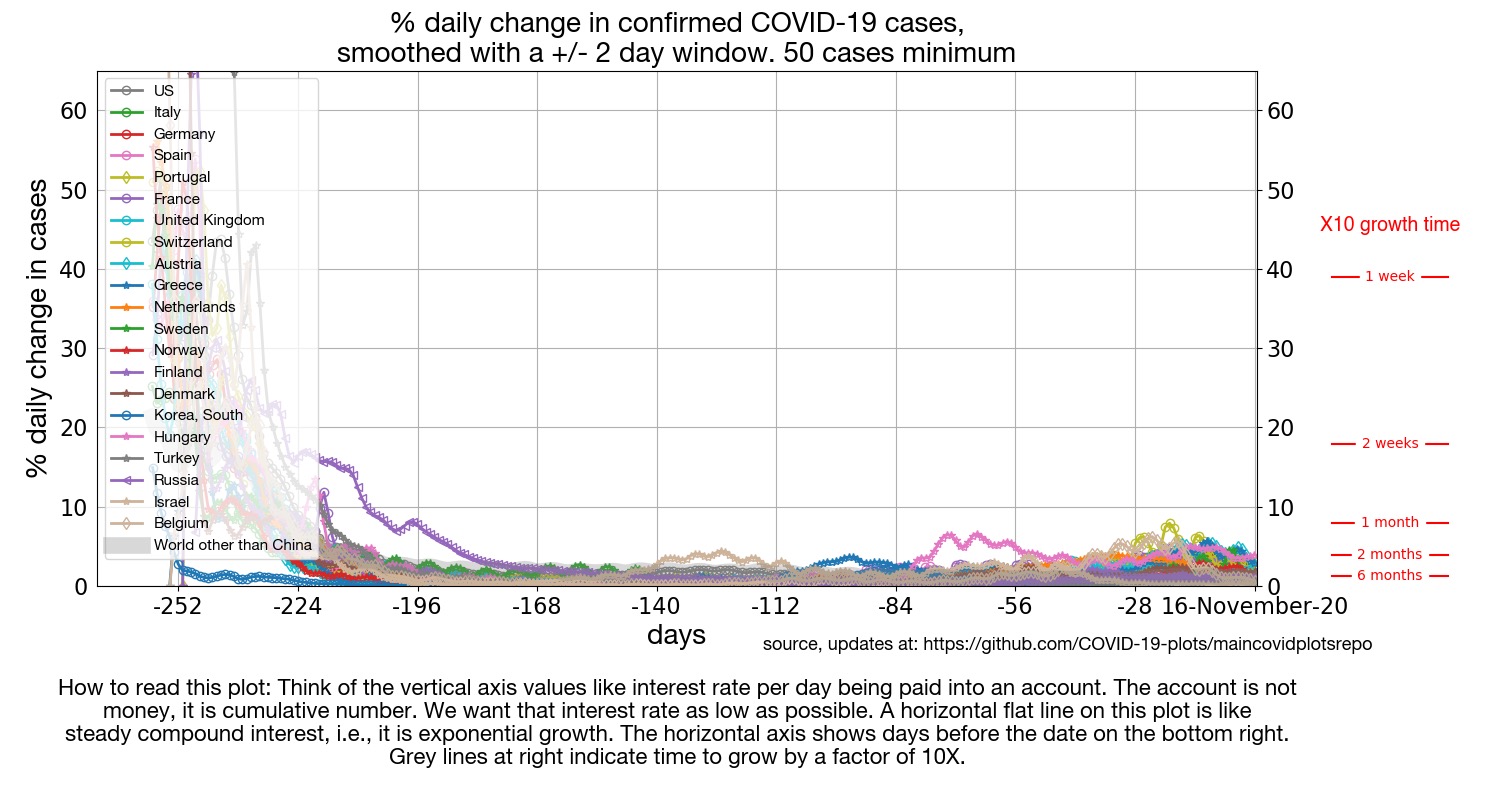 % daily change in confirmed COVID-19 cases,
smoothed with a +/- 2 day window. 50 cases minimum
% daily change in cases
60
50
40
30
20
10
0
US
Italy
Germany
Spain
Portugal
France
United Kingdom
Switzerland
Austria
Greece
Netherlands
Sweden
Norway
Finland
Denmark
Korea, South
Hungary
Turkey
Russia
Israel
Belgium
World other than China
60
50
40
30
20
10
0
X10 growth time
1 week
2 weeks
1 month
2 months
6 months
-252 -224 -196 -168 -140 -112 -84 -56 -28 16-November-20
days
source, updates at: https://github.com/COVID-19-plots/maincovidplotsrepo
How to read this plot: Think of the vertical axis values like interest rate per day being paid into an account. The account is not
money, it is cumulative number. We want that interest rate as low as possible. A horizontal flat line on this plot is like
steady compound interest, i.e., it is exponential growth. The horizontal axis shows days before the date on the bottom right.
Grey lines at right indicate time to grow by a factor of 10X.